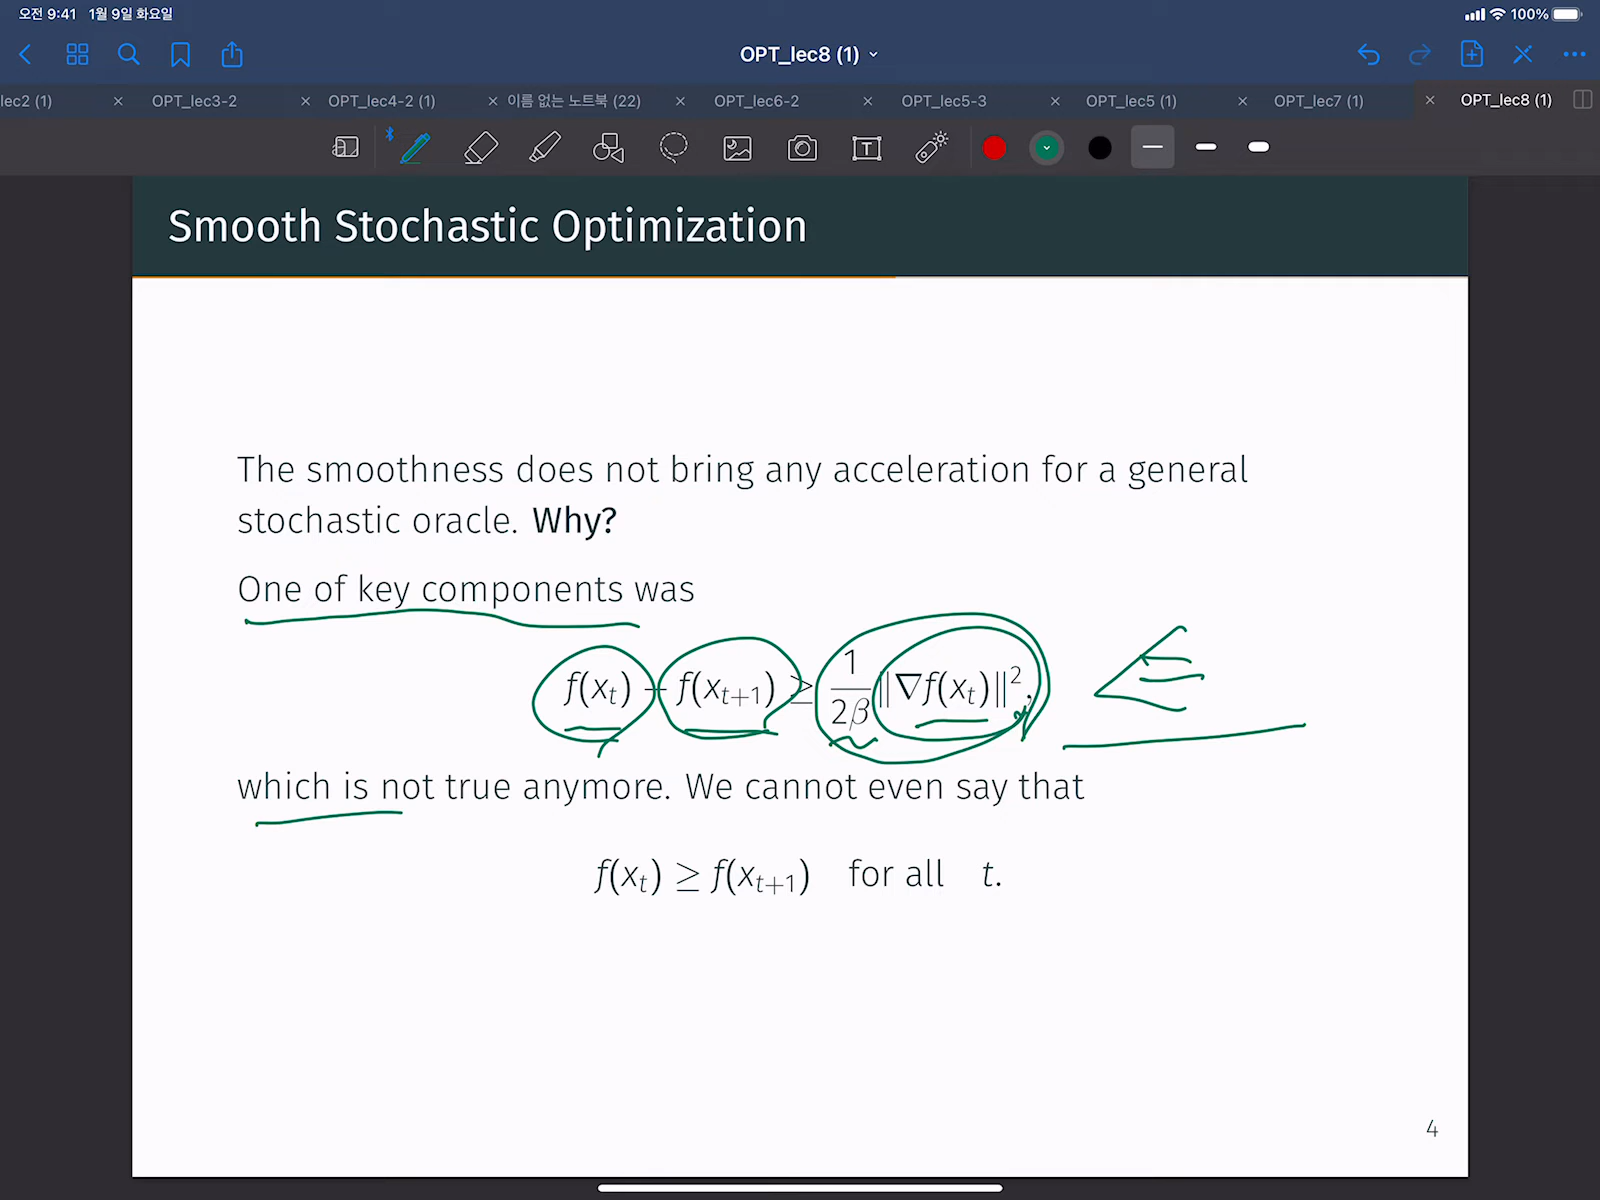 오전 9:41 1월 9일 화요일
100%
OPT_lec8 (1)
lec2 (1) OPT_lec3-2 OPT_lec4-2 (1) 이름 없는 노트북 (22) OPT_lec6-2 OPT_lec5-3 OPT_lec5 (1) OPT_lec7 (1) OPT_lec8 (1)
T
Smooth Stochastic Optimization
The smoothness does not bring any acceleration for a general
stochastic oracle. Why?
One of key components was
f(x_t) − f(x_{t+1}) ≥ \frac{1}{2β} ‖∇f(x_t)‖²,
which is not true anymore. We cannot even say that
f(x_t) ≥ f(x_{t+1}) for all t.
4